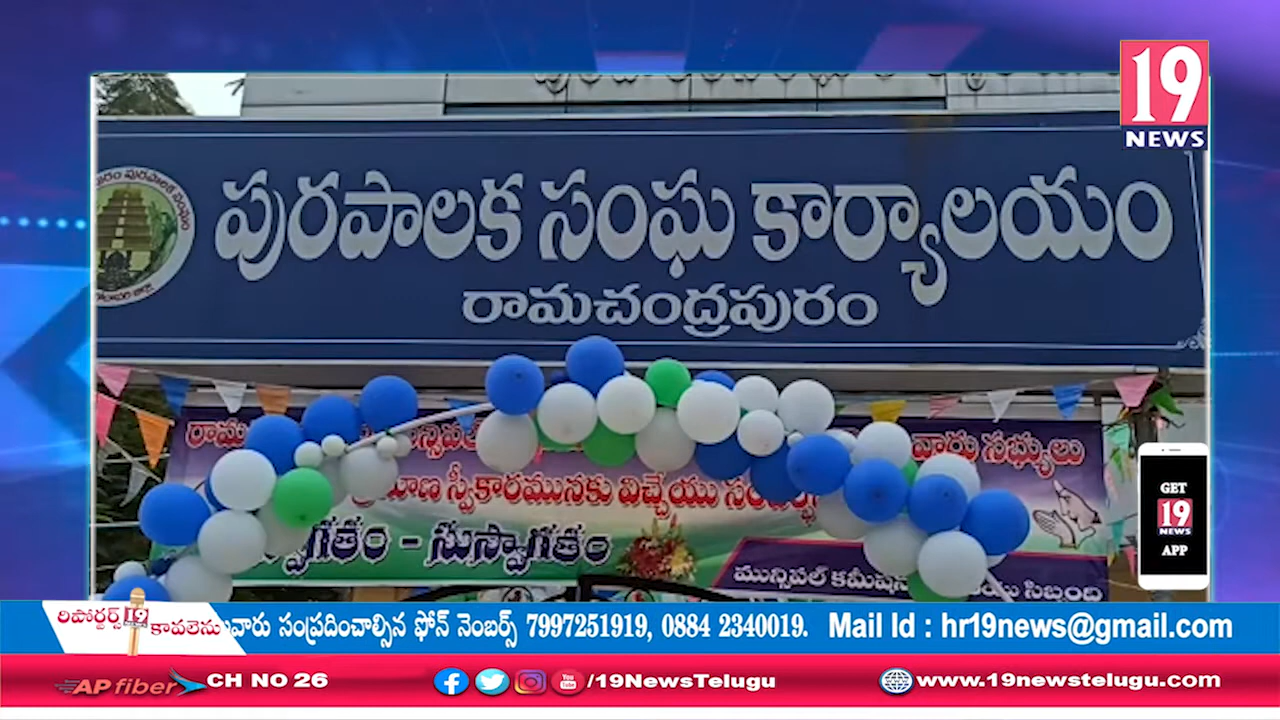 19
NEWS
పురపాలక సంఘ కార్యాలయం
రామచంద్రపురం
వారు సభ్యులు
స్వీకారమునకు విచ్చేయు
- సుస్వాగతం
మున్సిపల్ కమీషనర్
సిబ్బంది
GET
19
NEWS
APP
రిపోర్టర్స్ 19 కావలెను
వారు సంప్రదించాల్సిన ఫోన్ నెంబర్స్ 7997251919, 0884 2340019. Mail Id : hr19news@gmail.com
AP fiber CH NO 26 /19NewsTelugu www.19newstelugu.com